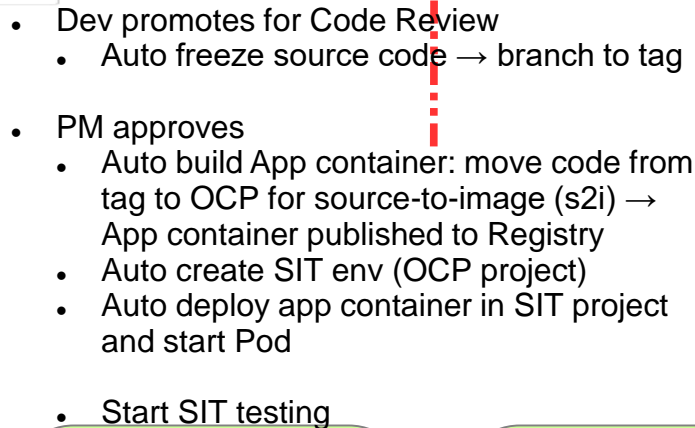 • Dev promotes for Code Review
• Auto freeze source code → branch to tag
• PM approves
• Auto build App container: move code from
tag to OCP for source-to-image (s2i) →
App container published to Registry
• Auto create SIT env (OCP project)
• Auto deploy app container in SIT project
and start Pod
• Start SIT testing